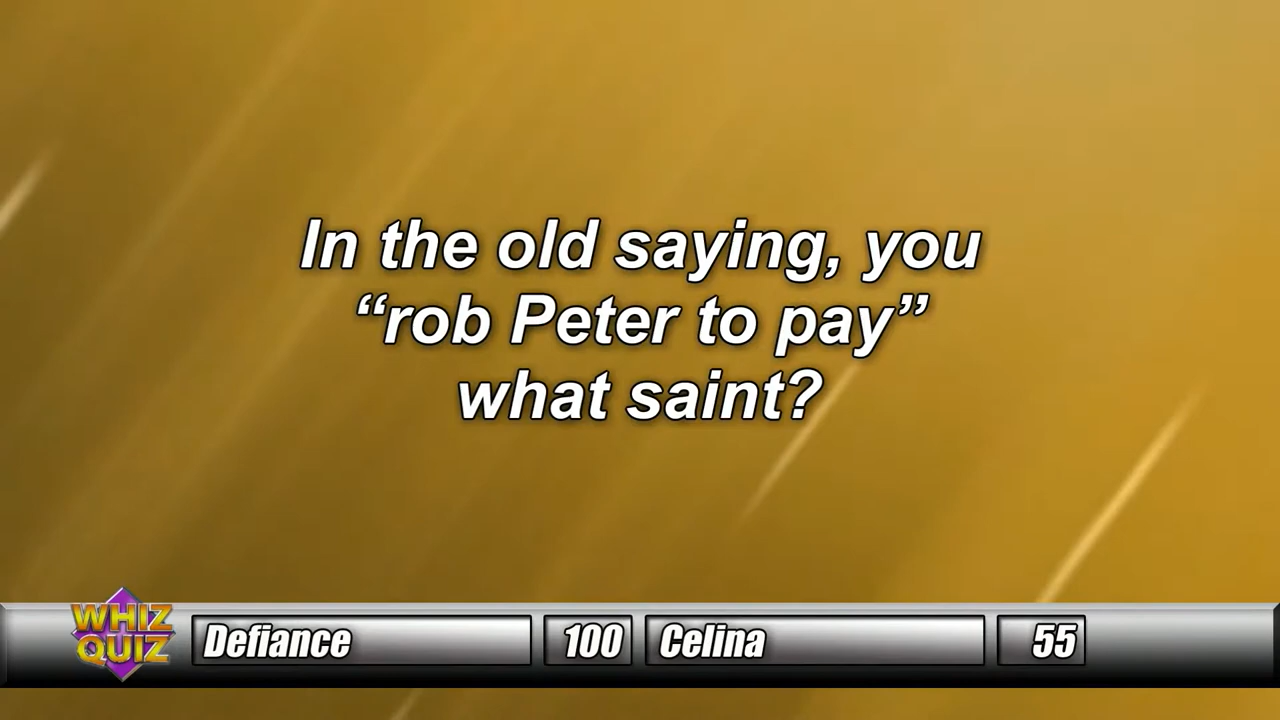 In the old saying, you
“rob Peter to pay”
what saint?
WHIZ
QUIZ
Defiance
100
Celina
55